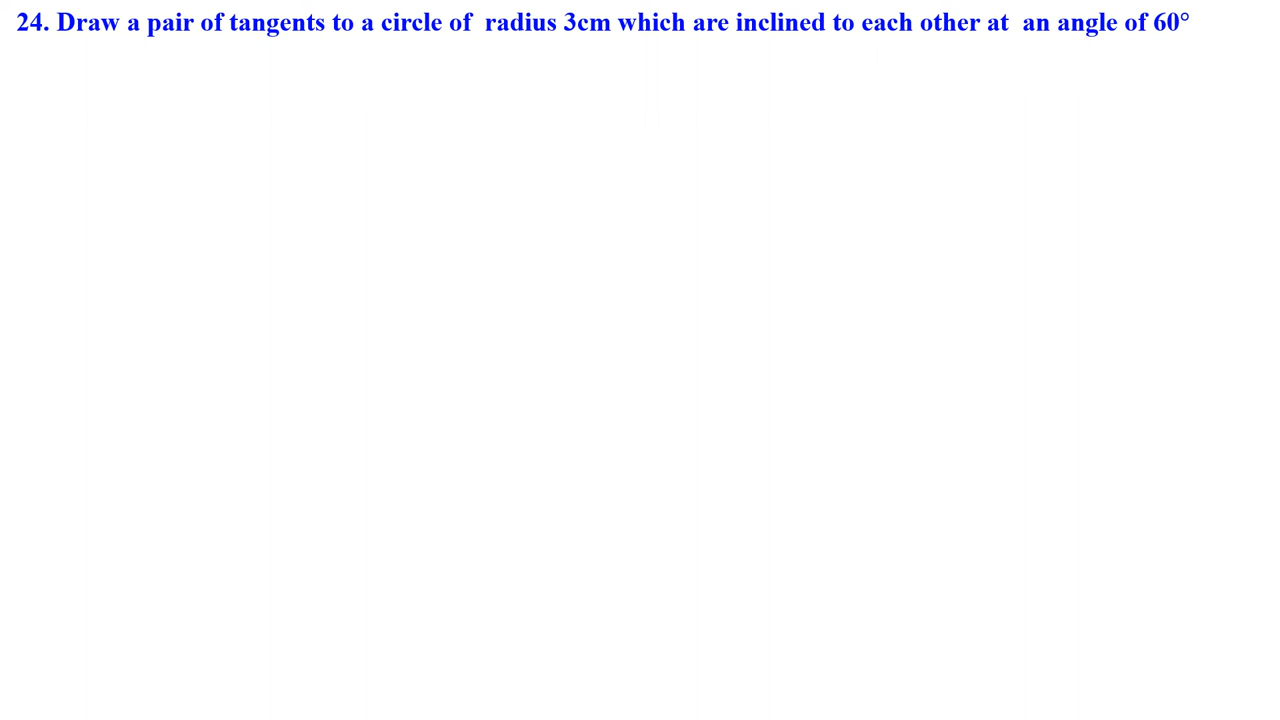 24. Draw a pair of tangents to a circle of  radius 3cm which are inclined to each other at  an angle of 60°